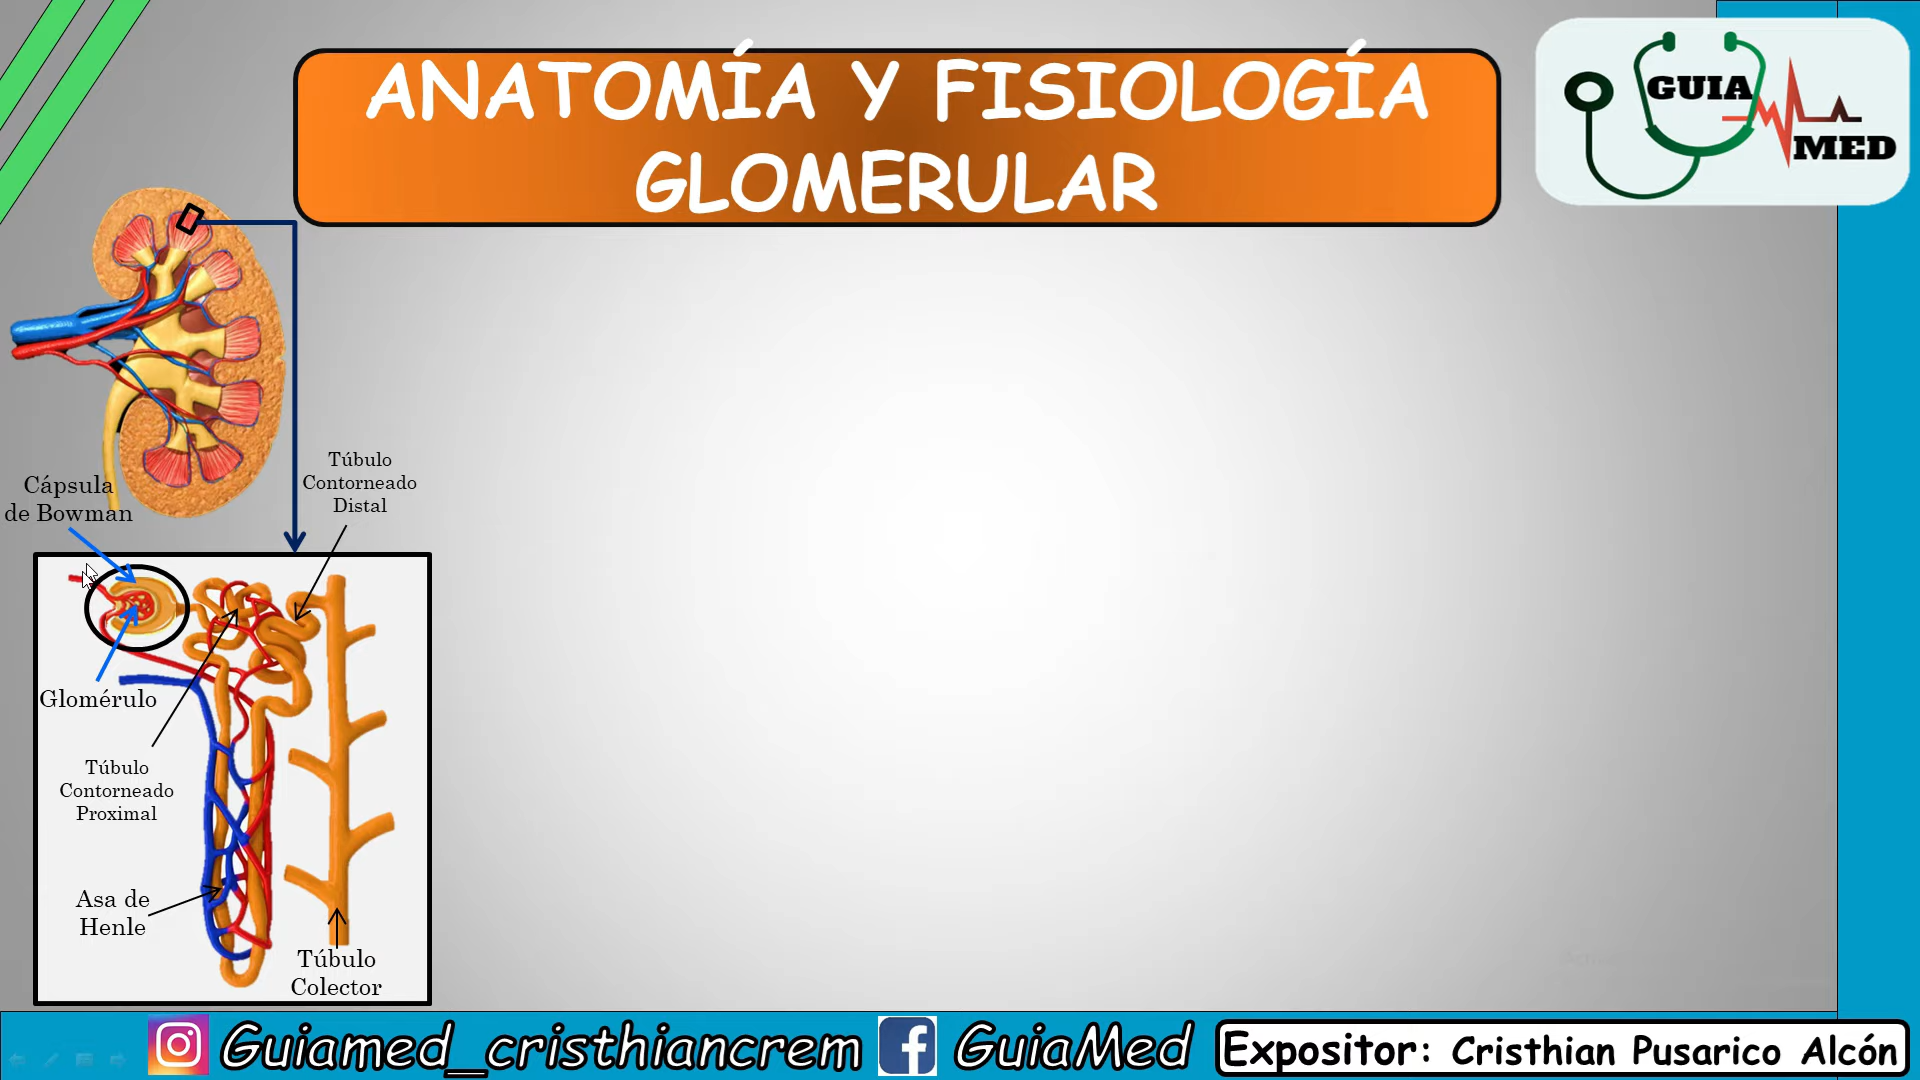 ANATOMÍA Y FISIOLOGÍA
GLOMERULAR
GUIA
MED
Cápsula
de Bowman
Túbulo
Contorneado
Distal
Glomérulo
Túbulo
Contorneado
Proximal
Asa de
Henle
Túbulo
Colector
Guiamed_cristhiancrem
GuiaMed
Expositor: Cristhian Pusarico Alcón